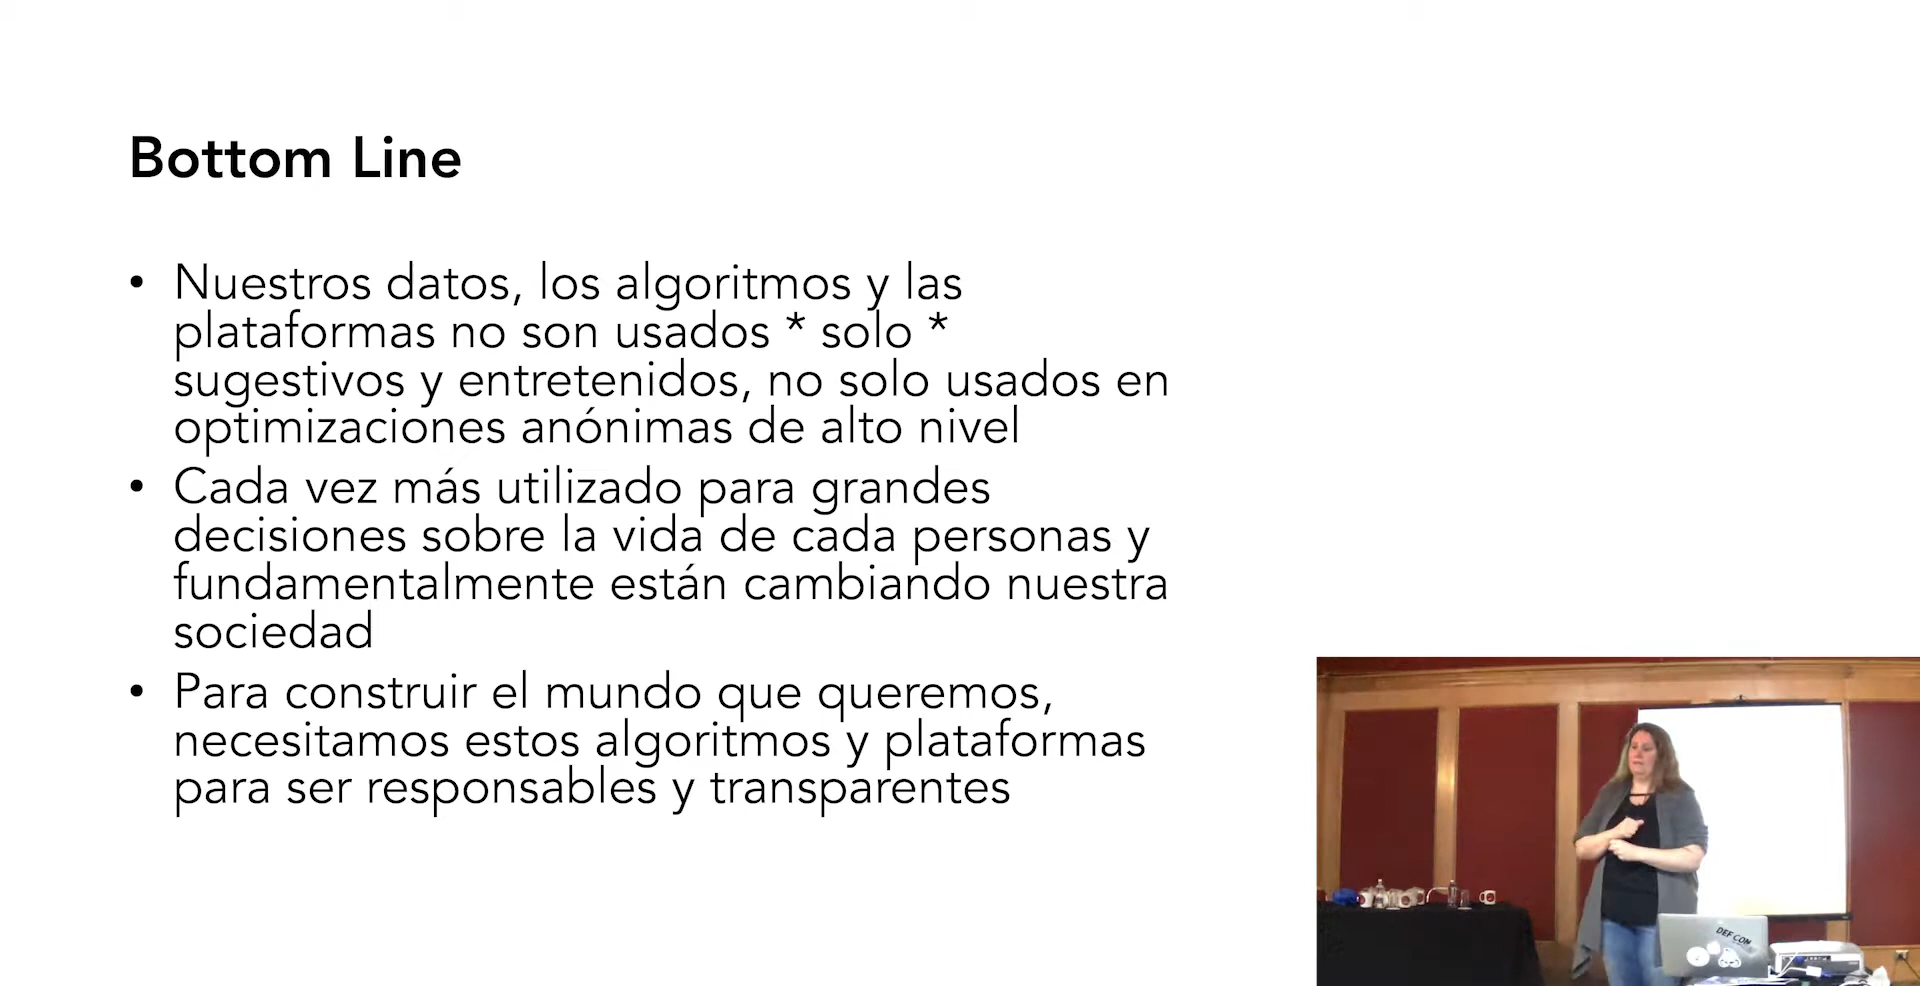 Bottom Line
• Nuestros datos, los algoritmos y las
plataformas no son usados * solo *
sugestivos y entretenidos, no solo usados en
optimizaciones anónimas de alto nivel
• Cada vez más utilizado para grandes
decisiones sobre la vida de cada personas y
fundamentalmente están cambiando nuestra
sociedad
• Para construir el mundo que queremos,
necesitamos estos algoritmos y plataformas
para ser responsables y transparentes
DEF CON